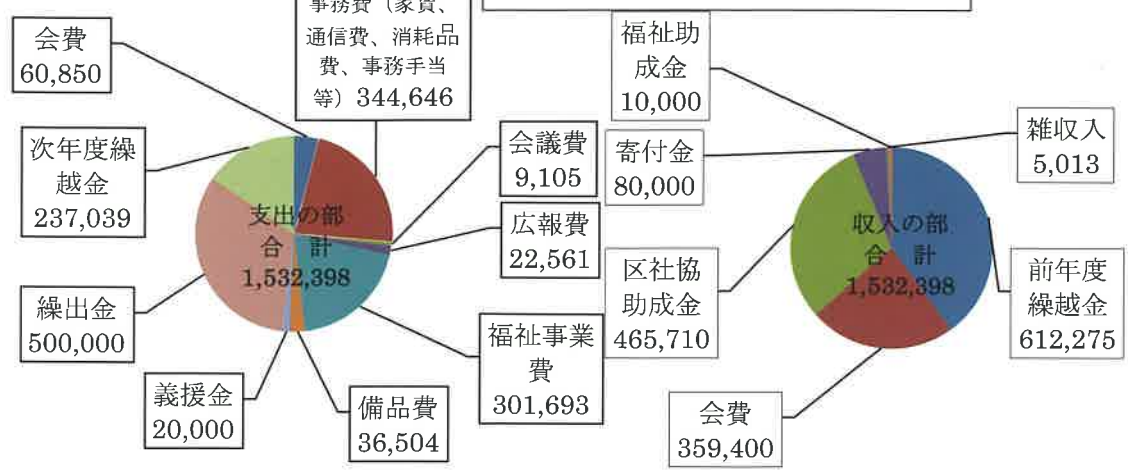 会費
60,850
事務費（家賃、
通信費、消耗品
費、事務手当
等）344,646
次年度繰
越金
237,039
会議費
9,105
広報費
22,561
支出の部
合　計
1,532,398
繰出金
500,000
福祉事業
費
301,693
義援金
20,000
備品費
36,504
福祉助
成金
10,000
雑収入
5,013
寄付金
80,000
収入の部
合　計
1,532,398
区社協
助成金
465,710
前年度
繰越金
612,275
会費
359,400